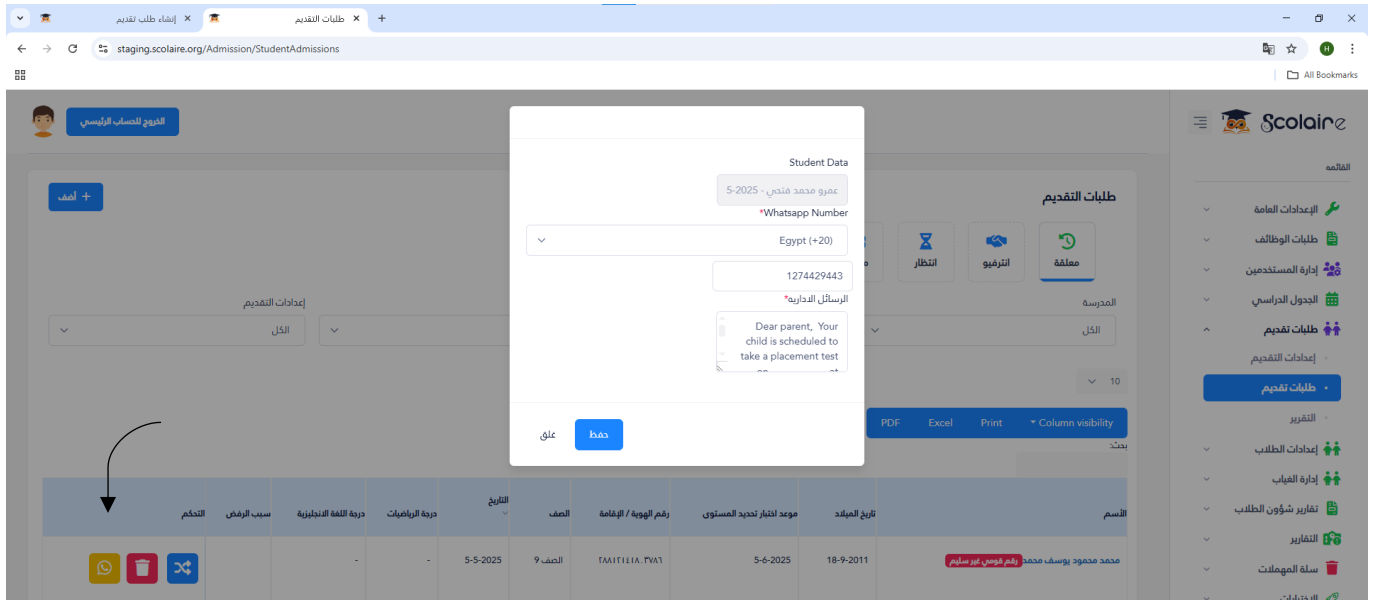 إنشاء طلب تقديم
طلبات التقديم
staging.scolaire.org/Admission/StudentAdmissions
H
All Bookmarks
Scolaire
الخروج للحساب الرئيسي
القائمه
الإعدادات العامة
طلبات الوظائف
إدارة المستخدمين
الجدول الدراسي
طلبات تقديم
إعدادات التقديم
طلبات تقديم
التقرير
إعدادات الطلاب
إدارة الغياب
تقارير شؤون الطلاب
التقارير
سلة المهملات
الاختبارات
طلبات التقديم
+ أضف
معلقة
انترفيو
انتظار
المدرسة
الكل
إعدادات التقديم
الكل
10
Column visibility
Print
Excel
PDF
بحث:
الأسم
تاريخ الميلاد
موعد اختبار تحديد المستوى
رقم الهوية / الإقامة
الصف
التاريخ
درجة الرياضيات
درجة اللغة الانجليزية
سبب الرفض
التحكم
محمد محمود يوسف محمد رقم قومي غير سليم
18-9-2011
5-6-2025
٢٨٨١٢١٤١٨٠٣٧٨٦
الصف 9
5-5-2025
-
-
Student Data
عمرو محمد فتحي - 2025-5
Whatsapp Number*
Egypt (+20)
1274429443
الرسائل الاداريه*
Dear parent, Your
child is scheduled to
take a placement test
حفظ
غلق